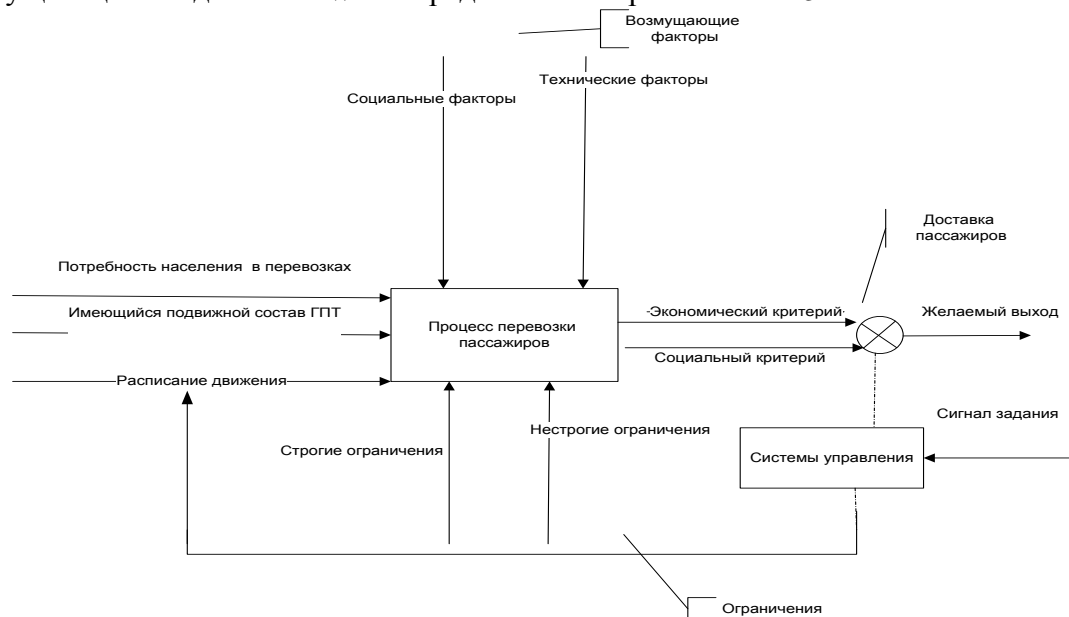 Возмущающие
факторы
Технические факторы
Социальные факторы
Доставка
пассажиров
Потребность населения в перевозках
Имеющийся подвижной состав ГПТ
Процесс перевозки
пассажиров
Экономический критерий
Желаемый выход
Социальный критерий
Расписание движения
Сигнал задания
Нестрогие ограничения
Строгие ограничения
Системы управления
Ограничения